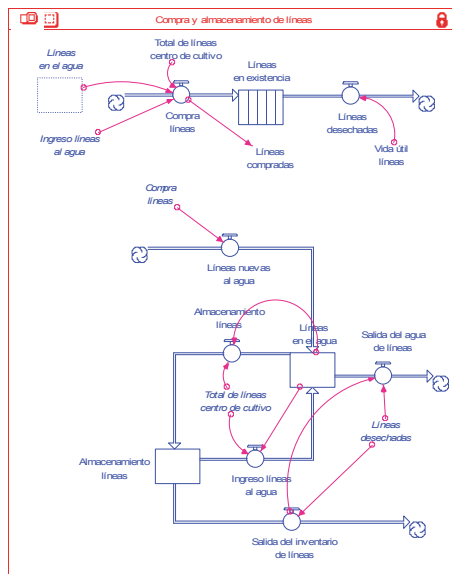 Compra y almacenamiento de líneas
Líneas
en el agua
Total de líneas
centro de cultivo
Líneas
en existencia
Compra
líneas
Líneas
desechadas
Ingreso líneas
al agua
Líneas
compradas
Vida útil
líneas
Compra
líneas
Líneas nuevas
al agua
Almacenamiento
líneas
Líneas
en el agua
Salida del agua
de líneas
Total de líneas
centro de cultivo
Líneas
desechadas
Almacenamiento
líneas
Ingreso líneas
al agua
Salida del inventario
de líneas